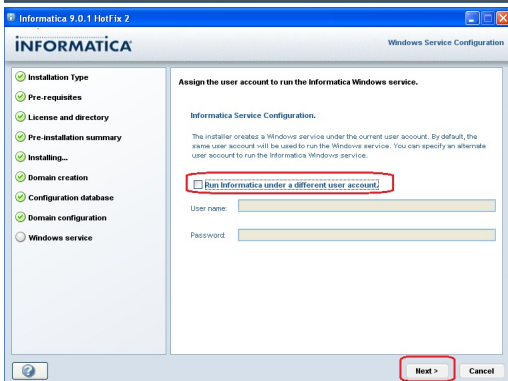 Informatica 9.0.1 HotFix 2
INFORMATICA
Windows Service Configuration
Installation Type
Pre-requisites
License and directory
Pre-installation summary
Installing...
Domain creation
Configuration database
Domain configuration
Windows service
Assign the user account to run the Informatica Windows service.
Informatica Service Configuration.
The installer creates a Windows service under the current user account. By default, the
same user account will be used to run the Windows service. You can specify an alternate
user account to run the Informatica Windows service.
Run Informatica under a different user account.
User name:
Password:
?
Next >
Cancel